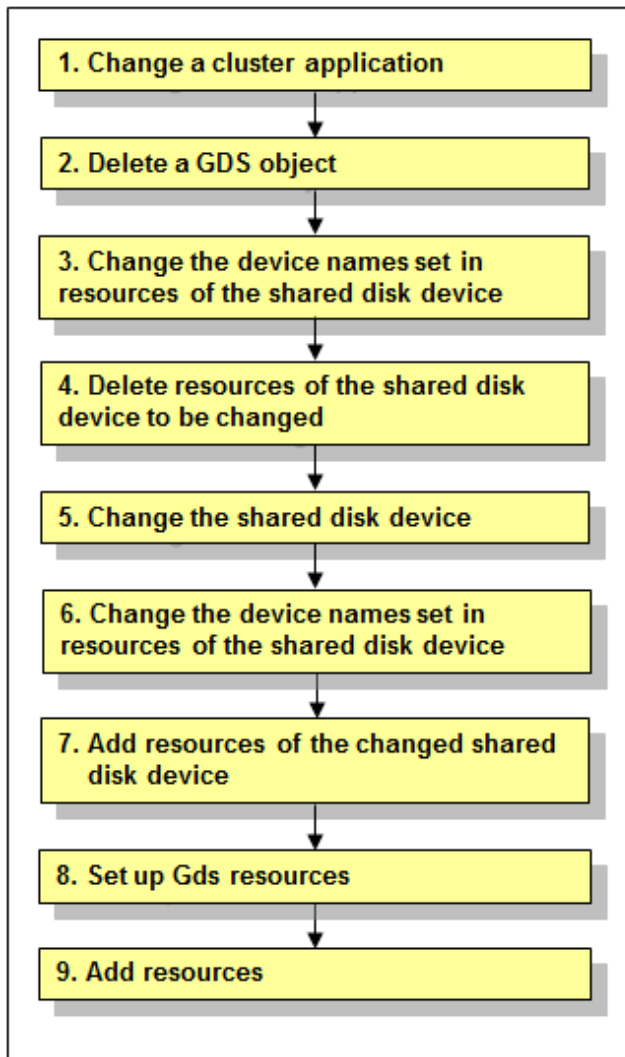 1. Change a cluster application
2. Delete a GDS object
3. Change the device names set in
resources of the shared disk device
4. Delete resources of the shared disk
device to be changed
5. Change the shared disk device
6. Change the device names set in
resources of the shared disk device
7. Add resources of the changed shared
disk device
8. Set up Gds resources
9. Add resources